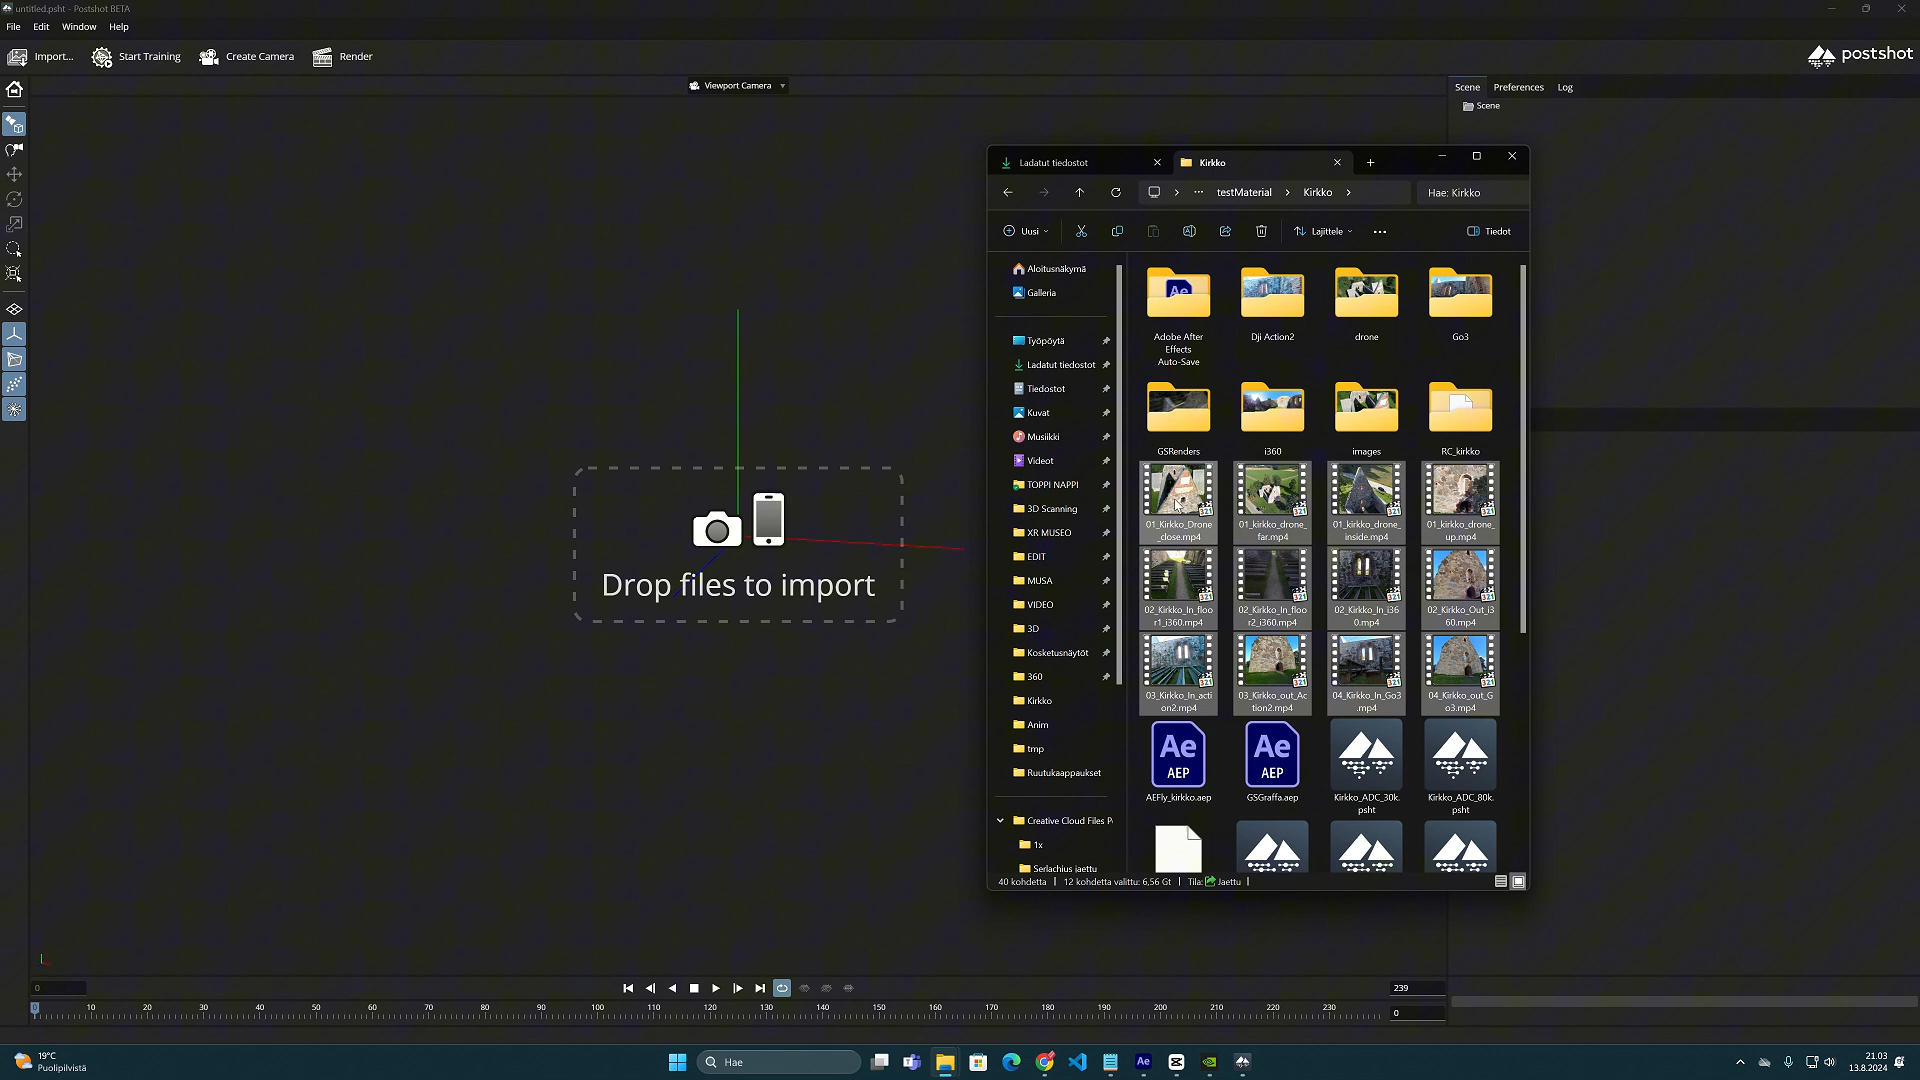 untitled.psht - Postshot BETA
File Edit Window Help
Import... Start Training Create Camera Render
postshot
Viewport Camera
Scene Preferences Log
Scene
Drop files to import
Ladatut tiedostot
Kirkko
testMaterial
Kirkko
Hae: Kirkko
Uusi
Lajittele
Tiedot
Aloitusnäkymä
Galleria
Työpöytä
Ladatut tiedostot
Tiedostot
Kuvat
Musiikki
Videot
TOPPI NAPPI
3D Scanning
XR MUSEO
EDIT
MUSA
VIDEO
3D
Kosketusnäytöt
360
Kirkko
Anim
tmp
Ruutukaappaukset
Creative Cloud Files P
1x
Serlachius jaettu
Ae
Adobe After
Effects
Auto-Save
Dji Action2
drone
Go3
GSRenders
i360
images
RC_kirkko
01_Kirkko_Drone
_close.mp4
01_kirkko_drone_
far.mp4
01_kirkko_drone_
inside.mp4
01_kirkko_drone_
up.mp4
02_Kirkko_In_floo
r1_i360.mp4
02_Kirkko_In_floo
r2_i360.mp4
02_Kirkko_In_i36
0.mp4
02_Kirkko_Out_i3
60.mp4
03_Kirkko_In_acti
on2.mp4
03_Kirkko_out_Ac
tion2.mp4
04_Kirkko_In_Go3
.mp4
04_Kirkko_out_G
o3.mp4
Ae
AEP
AEFly_kirkko.aep
Ae
AEP
GSGraffa.aep
Kirkko_ADC_30k.
psht
Kirkko_ADC_80k.
psht
40 kohdetta
12 kohdetta valittu: 6,56 Gt
Tila: Jaettu
0
239
0 10 20 30 40 50 60 70 80 90 100 110 120 130 140 150 160 170 180 190 200 210 220 230
0
19°C
Puolipilvistä
Hae
Ae
21.03
13.8.2024